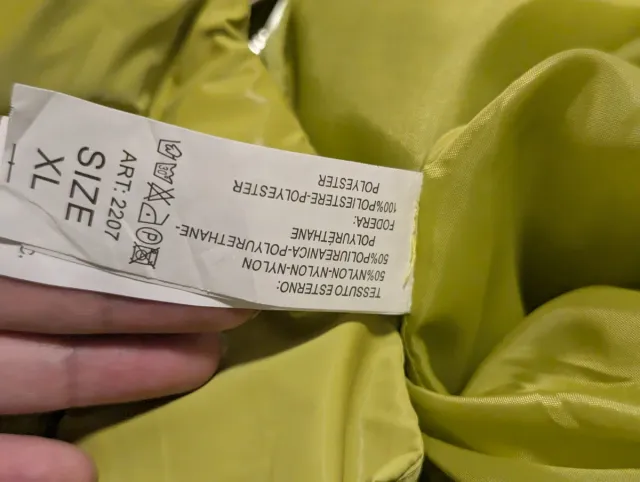 TESSUTO ESTERNO:
50%NYLON-NYLON-NYLON
50%POLIUREANICA-POLYURETHANE-
POLYURÉTHANE
FODERA:
100%POLIESTERE-POLYESTER
POLYESTER
ART: 2207
SIZE
XL